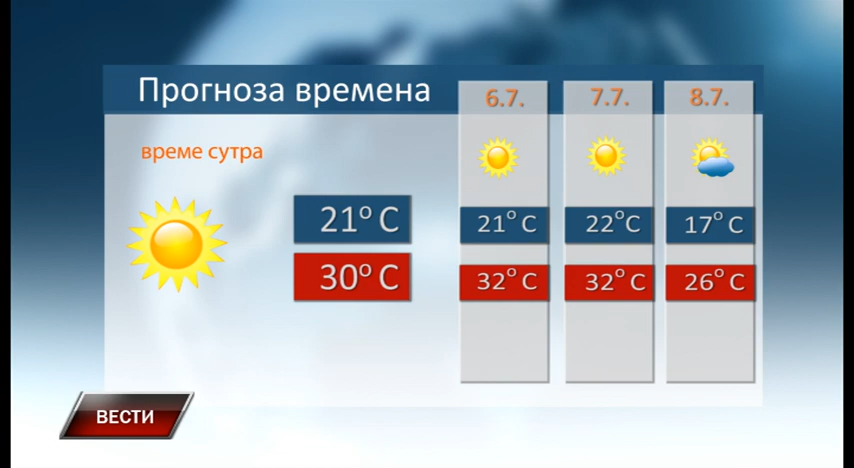 Прогноза времена
време сутра
21° C
30° C
6.7.
21° C
32° C
7.7.
22°C
32° C
8.7.
17° C
26° C
ВЕСТИ